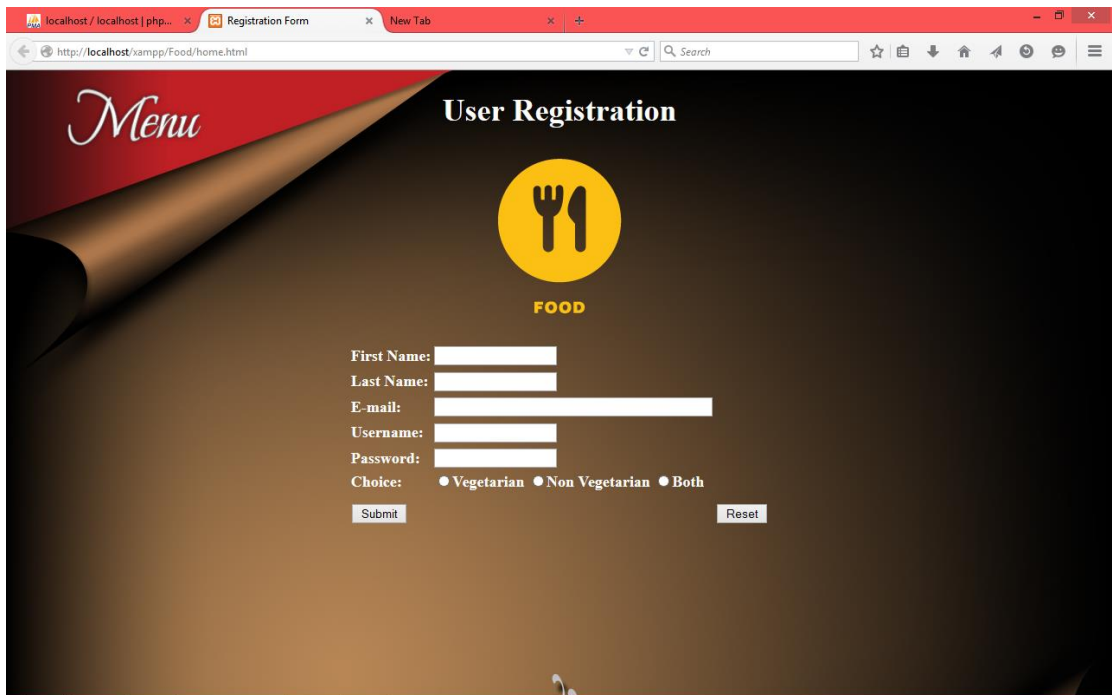 localhost / localhost | php...
Registration Form
New Tab
http://localhost/xampp/Food/home.html
Search
Menu
User Registration
FOOD
First Name:
Last Name:
E-mail:
Username:
Password:
Choice: Vegetarian Non Vegetarian Both
Submit Reset